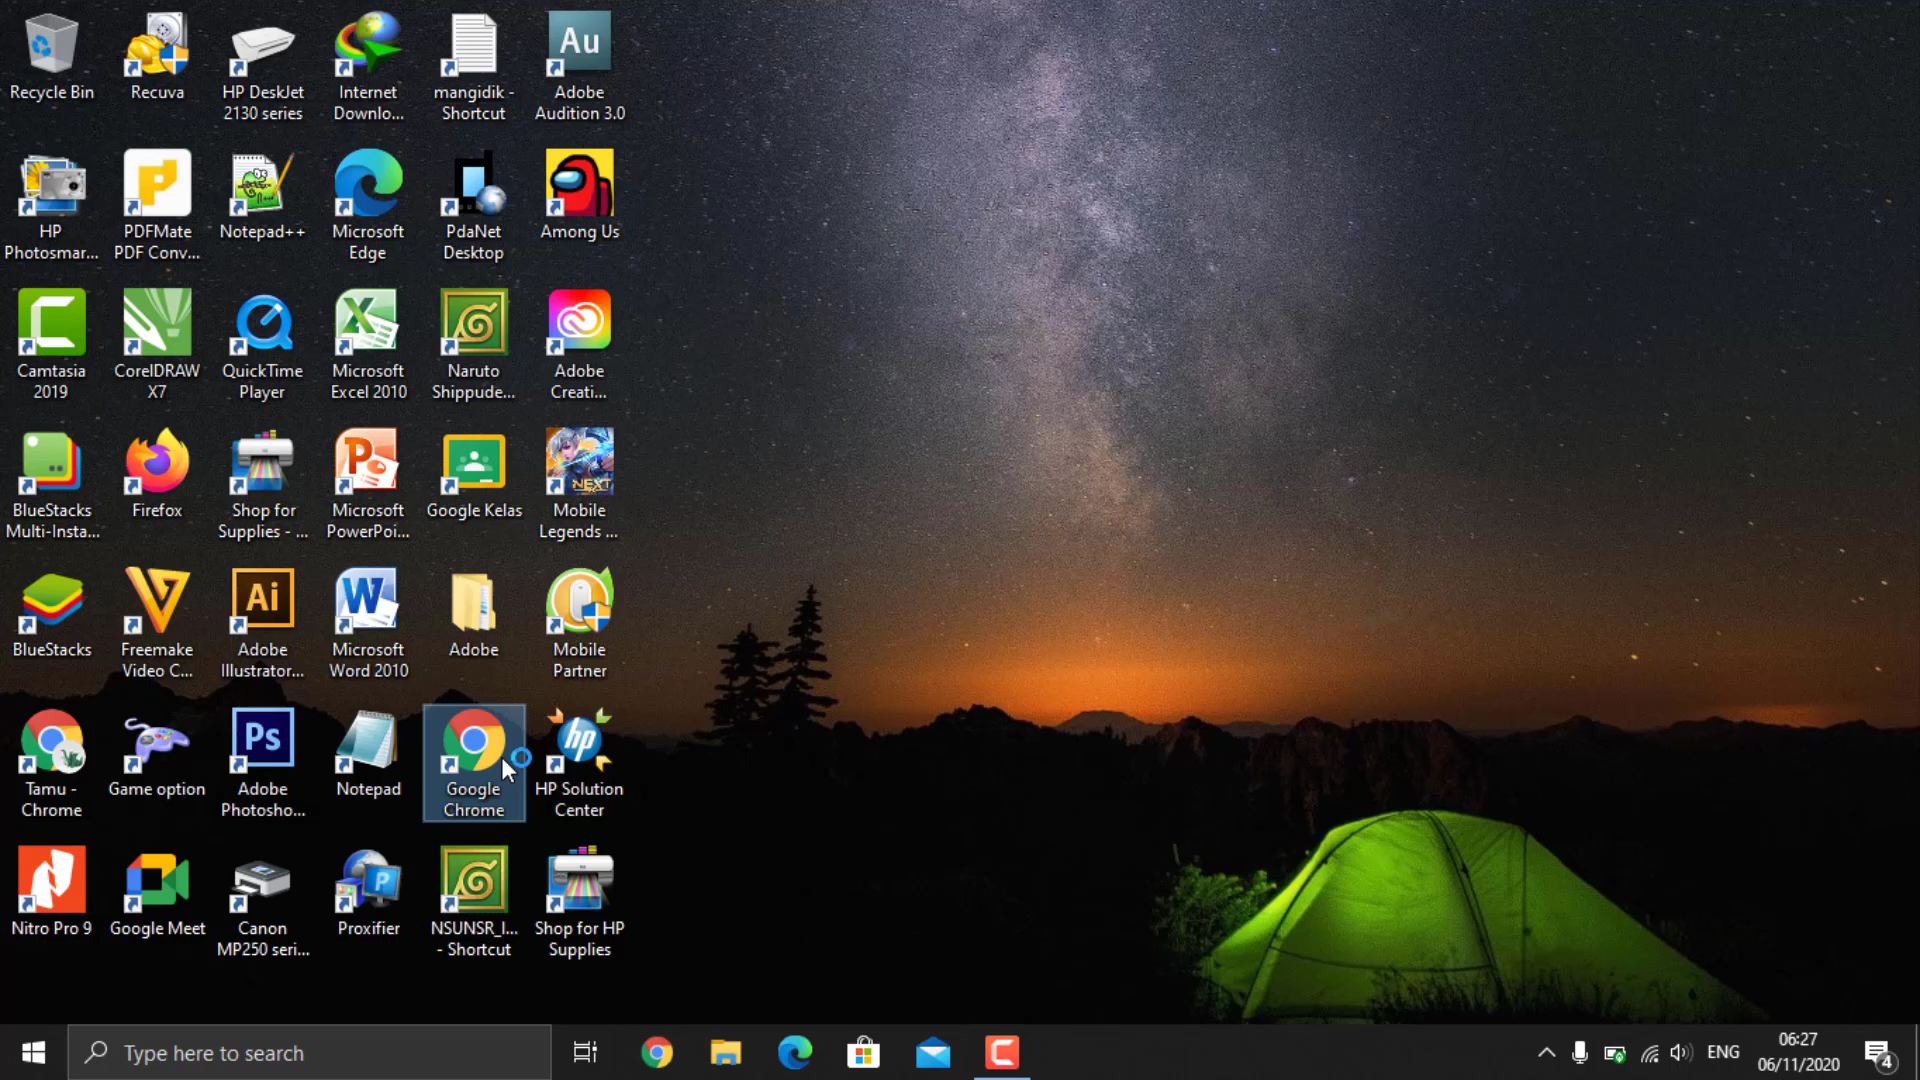 Recycle Bin
Recuva
HP DeskJet
2130 series
Internet
Downlo...
mangidik -
Shortcut
Au
Adobe
Audition 3.0
HP
Photosmar...
PDFMate
PDF Conv...
Notepad++
Microsoft
Edge
PdaNet
Desktop
Among Us
Camtasia
2019
CorelDRAW
X7
QuickTime
Player
Microsoft
Excel 2010
Naruto
Shippude...
Adobe
Creati...
BlueStacks
Multi-Insta...
Firefox
Shop for
Supplies - ...
Microsoft
PowerPoi...
Google Kelas
NEXT
Mobile
Legends ...
BlueStacks
Freemake
Video C...
Ai
Adobe
Illustrator...
W
Microsoft
Word 2010
Adobe
Mobile
Partner
Tamu -
Chrome
Game option
Ps
Adobe
Photosho...
Notepad
Google
Chrome
hp
HP Solution
Center
Nitro Pro 9
Google Meet
Canon
MP250 seri...
P
Proxifier
NSUNSR_I...
- Shortcut
Shop for HP
Supplies
Type here to search
ENG
06:27
06/11/2020
4